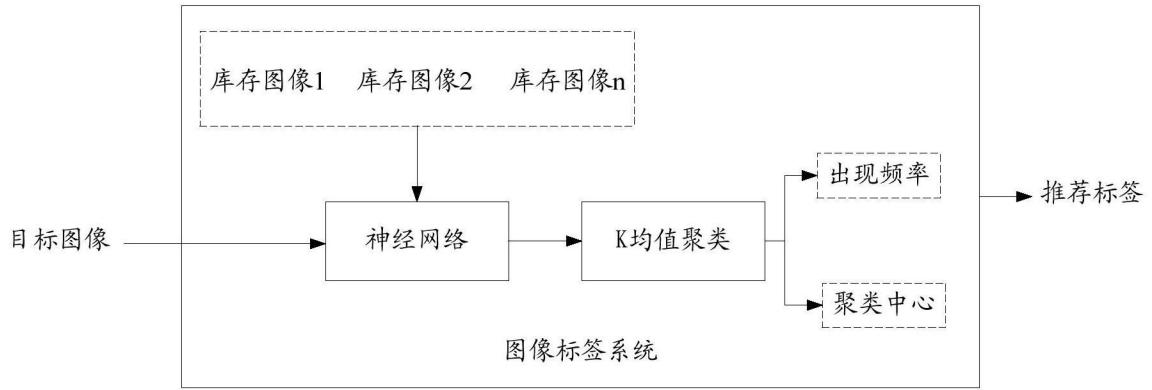 库存图像1 库存图像2 库存图像n
出现频率
推荐标签
目标图像
神经网络
K均值聚类
聚类中心
图像标签系统